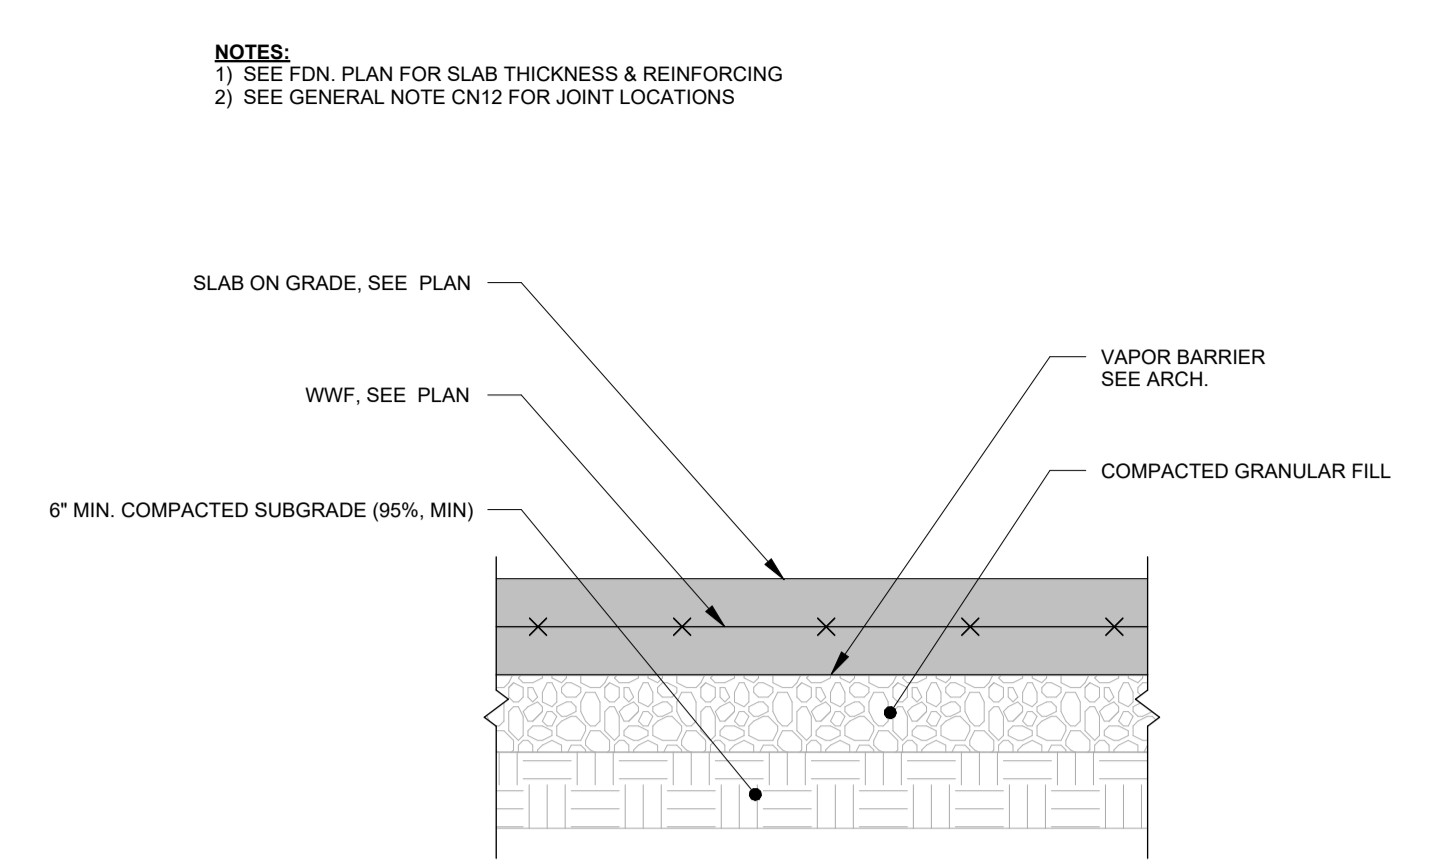 NOTES:
1) SEE FDN. PLAN FOR SLAB THICKNESS & REINFORCING
2) SEE GENERAL NOTE CN12 FOR JOINT LOCATIONS
SLAB ON GRADE, SEE PLAN
VAPOR BARRIER
SEE ARCH.
WWF, SEE PLAN
COMPACTED GRANULAR FILL
6" MIN. COMPACTED SUBGRADE (95%, MIN)